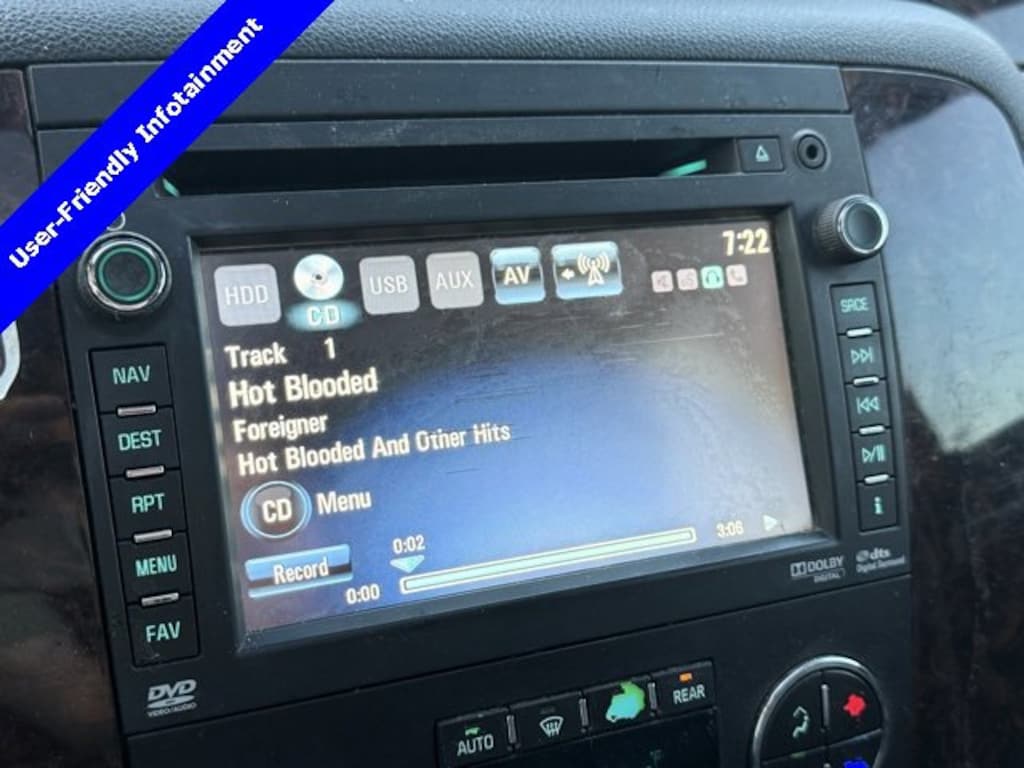 User-Friendly Infotainment
7:22
HDD
CD
USB
AUX
AV
SRCE
Track 1
Hot Blooded
Foreigner
Hot Blooded And Other Hits
CD Menu
Record
0:02
0:00
3:06
NAV
DEST
RPT
MENU
FAV
i
DOLBY
DIGITAL
dts
Digital Surround
DVD
VIDEO/AUDIO
AUTO
REAR